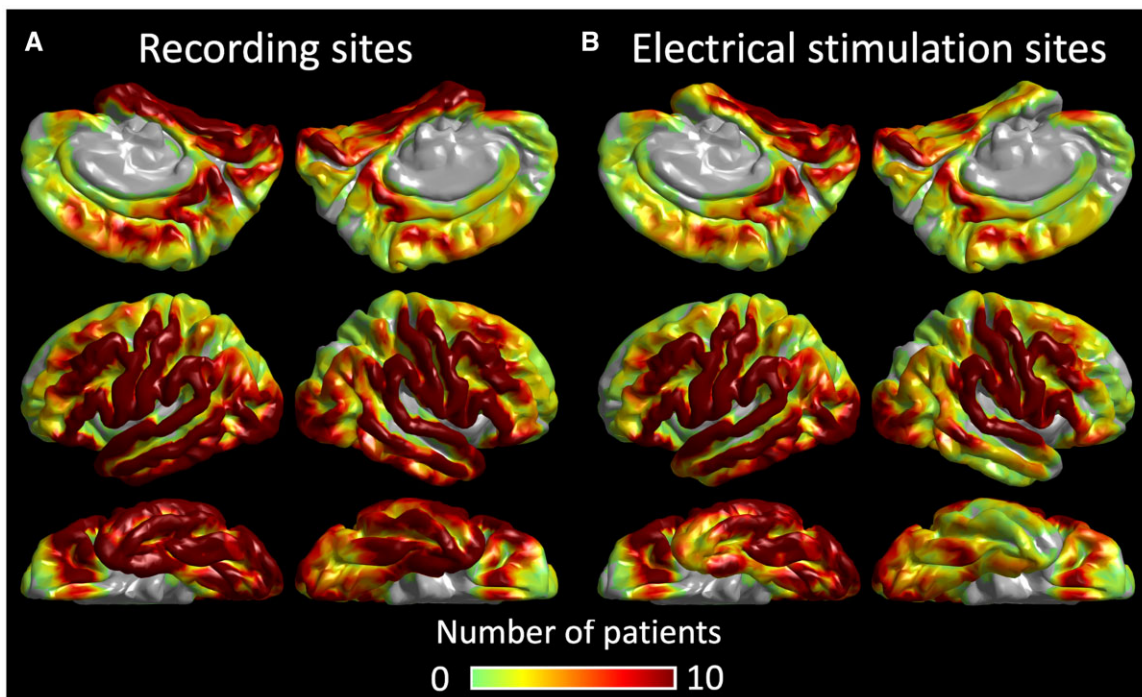 A Recording sites
B Electrical stimulation sites
Number of patients
0 10